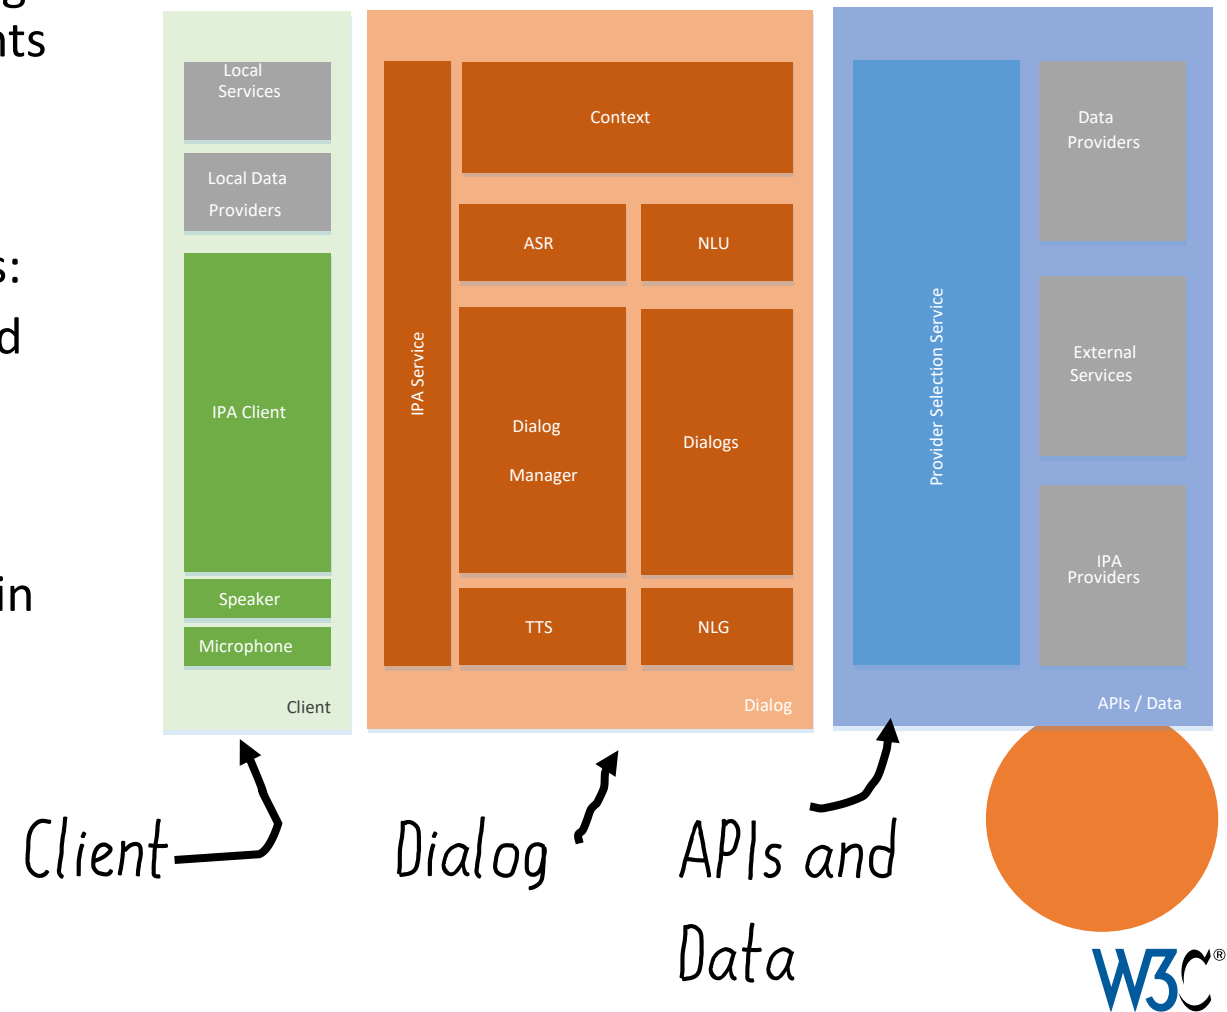 g
nts
s:
d
in
Local
Services
Local Data
Providers
IPA Client
Speaker
Microphone
Client
IPA Service
Context
ASR
NLU
Dialog
Manager
Dialogs
TTS
NLG
Dialog
Provider Selection Service
Data
Providers
External
Services
IPA
Providers
APIs / Data
Client
Dialog
APIs and
Data
W3C®